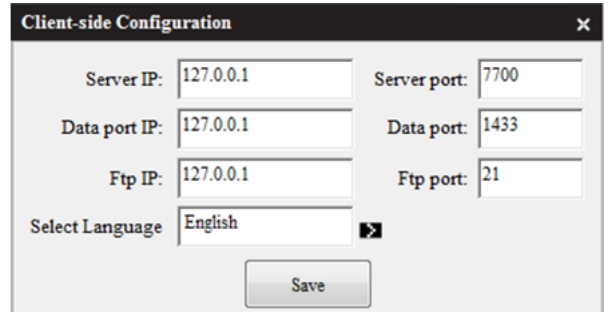 Client-side Configuration
Server IP: 127.0.0.1 Server port: 7700
Data port IP: 127.0.0.1 Data port: 1433
Ftp IP: 127.0.0.1 Ftp port: 21
Select Language English
Save